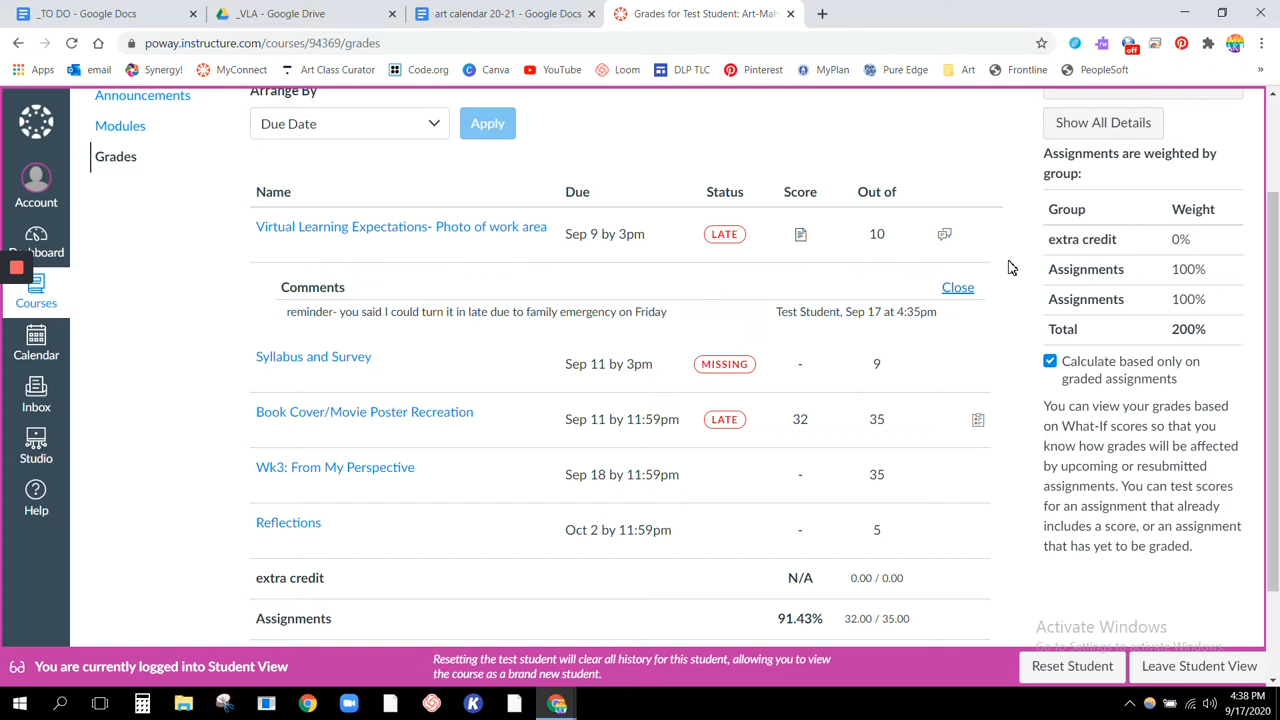 _TO DO - Google Docs
_VLA - Google Drive
art calendar 20-21 - Google Docs
Grades for Test Student: Art-Mah
poway.instructure.com/courses/94369/grades
off
Apps
email
Synergy!
MyConnect
Art Class Curator
Code.org
Canva
YouTube
Loom
DLP TLC
Pinterest
MyPlan
Pure Edge
Art
Frontline
PeopleSoft
Account
Dashboard
Courses
Calendar
Inbox
Studio
Help
Announcements
Modules
Grades
Arrange By
Due Date
Apply
Name Due Status Score Out of
Virtual Learning Expectations- Photo of work area Sep 9 by 3pm LATE 10
Comments Close
reminder- you said I could turn it in late due to family emergency on Friday Test Student, Sep 17 at 4:35pm
Syllabus and Survey Sep 11 by 3pm MISSING - 9
Book Cover/Movie Poster Recreation Sep 11 by 11:59pm LATE 32 35
Wk3: From My Perspective Sep 18 by 11:59pm - 35
Reflections Oct 2 by 11:59pm - 5
extra credit N/A 0.00 / 0.00
Assignments 91.43% 32.00 / 35.00
Show All Details
Assignments are weighted by
group:
Group Weight
extra credit 0%
Assignments 100%
Assignments 100%
Total 200%
Calculate based only on
graded assignments
You can view your grades based
on What-If scores so that you
know how grades will be affected
by upcoming or resubmitted
assignments. You can test scores
for an assignment that already
includes a score, or an assignment
that has yet to be graded.
Activate Windows
Go to Settings to activate Windows.
You are currently logged into Student View
Resetting the test student will clear all history for this student, allowing you to view
the course as a brand new student.
Reset Student
Leave Student View
4:38 PM
9/17/2020